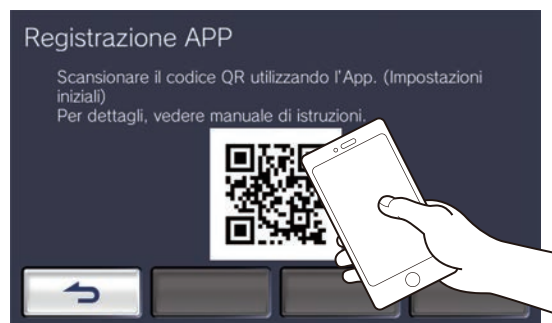 Registrazione APP
Scansionare il codice QR utilizzando l'App. (Impostazioni
iniziali)
Per dettagli, vedere manuale di istruzioni.